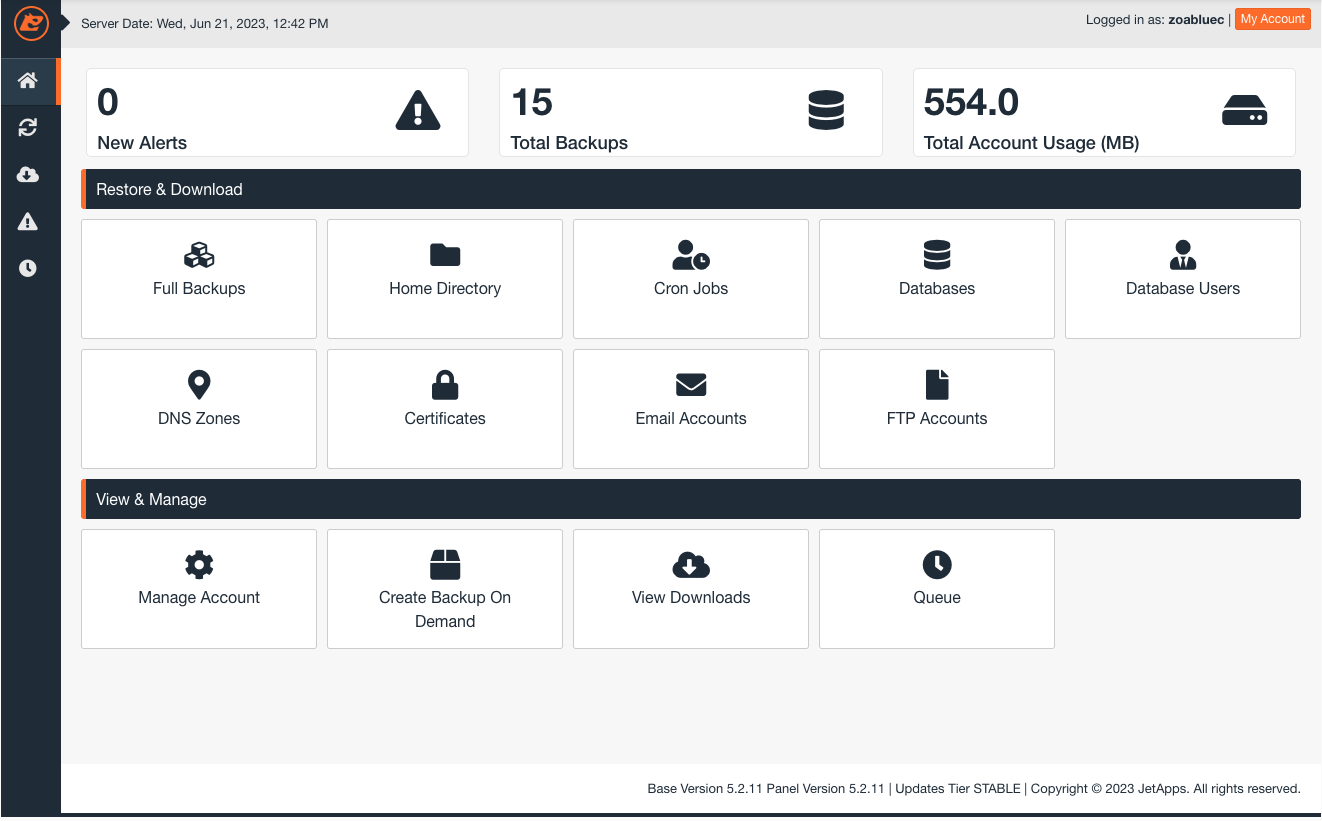 Server Date: Wed, Jun 21, 2023, 12:42 PM
Logged in as: zoabluec | My Account
0
New Alerts
15
Total Backups
554.0
Total Account Usage (MB)
Restore & Download
Full Backups
Home Directory
Cron Jobs
Databases
Database Users
DNS Zones
Certificates
Email Accounts
FTP Accounts
View & Manage
Manage Account
Create Backup On
Demand
View Downloads
Queue
Base Version 5.2.11 Panel Version 5.2.11 | Updates Tier STABLE | Copyright © 2023 JetApps. All rights reserved.